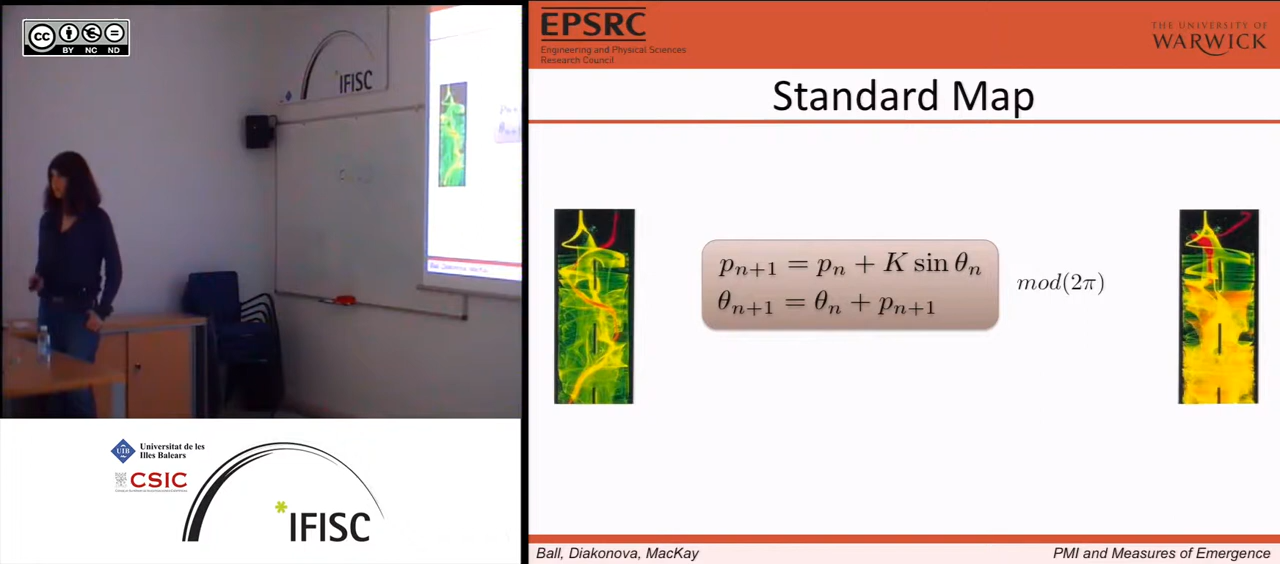 cc
BY NC ND
IFISC
Universitat de les
Illes Balears
UIB
CSIC
*IFISC
EPSRC
Engineering and Physical Sciences
Research Council
THE UNIVERSITY OF
WARWICK
Standard Map
p_{n+1} = p_n + K sin θ_n
θ_{n+1} = θ_n + p_{n+1}
mod(2π)
Ball, Diakonova, MacKay
PMI and Measures of Emergence